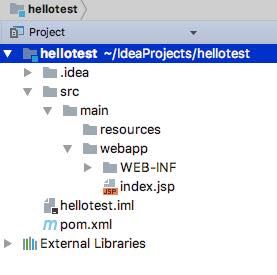 hellotest
Project
hellotest ~/IdeaProjects/hellotest
.idea
src
main
resources
webapp
WEB-INF
JSP index.jsp
hellotest.iml
pom.xml
External Libraries